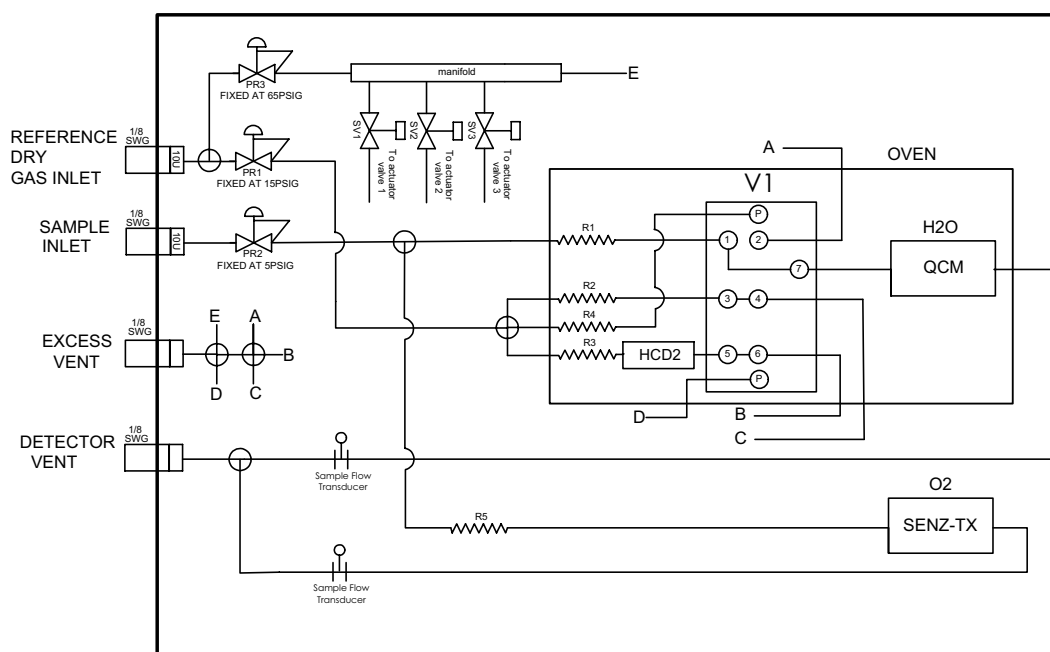 PR3
FIXED AT 65PSIG
manifold
E
SV1
SV2
SV3
To actuator
valve 1
To actuator
valve 2
To actuator
valve 3
REFERENCE
DRY
GAS INLET
1/8
SWG
10U
PR1
FIXED AT 15PSIG
SAMPLE
INLET
1/8
SWG
10U
PR2
FIXED AT 5PSIG
A
OVEN
V1
P
R1
1
2
7
H2O
QCM
R2
3
4
R4
R3
HCD2
5
6
P
D
B
C
EXCESS
VENT
1/8
SWG
E
A
B
D
C
DETECTOR
VENT
1/8
SWG
Sample Flow
Transducer
R5
O2
SENZ-TX
Sample Flow
Transducer